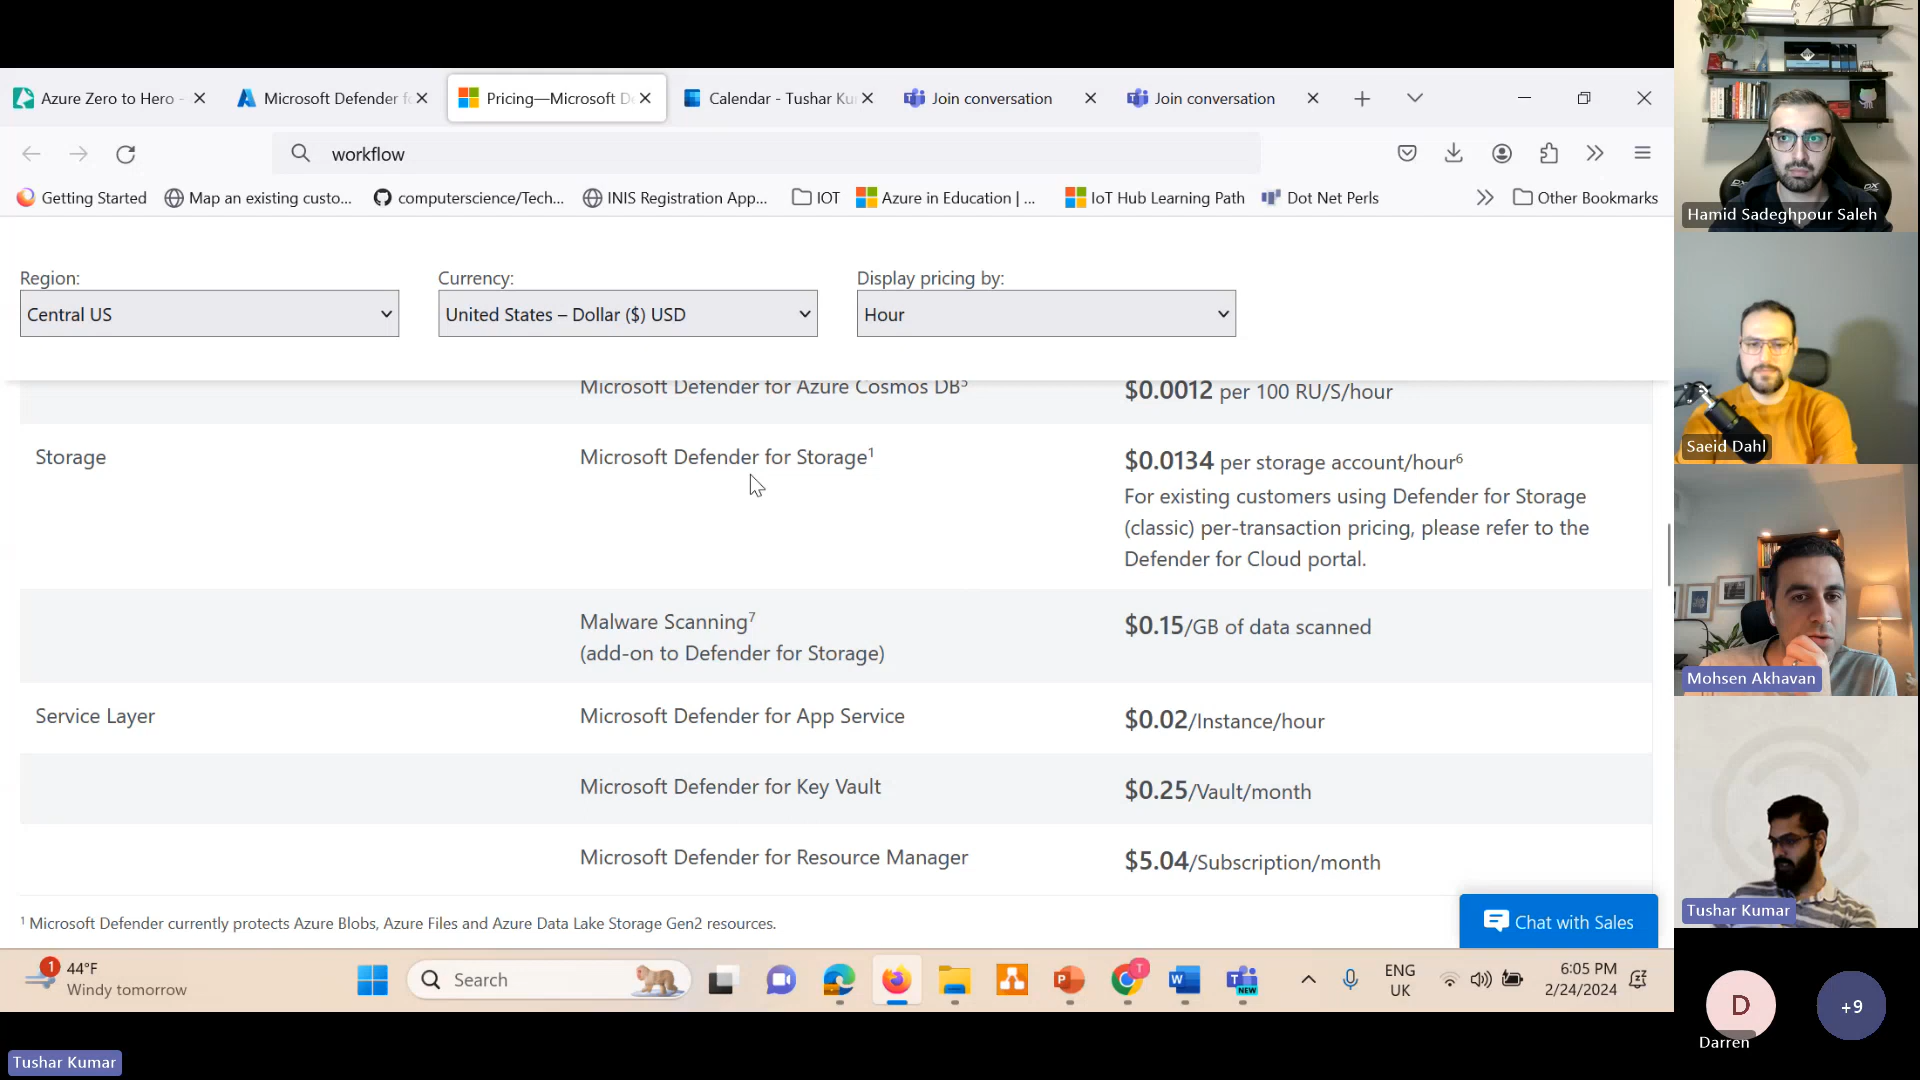 Azure Zero to Hero -
Microsoft Defender f
Pricing—Microsoft D
Calendar - Tushar Ku
Join conversation
Join conversation
workflow
Getting Started
Map an existing custo...
computerscience/Tech...
INIS Registration App...
IOT
Azure in Education | ...
IoT Hub Learning Path
Dot Net Perls
Other Bookmarks
Region:
Central US
Currency:
United States – Dollar ($) USD
Display pricing by:
Hour
Microsoft Defender for Azure Cosmos DB
$0.0012 per 100 RU/S/hour
Storage
Microsoft Defender for Storage¹
$0.0134 per storage account/hour⁶
For existing customers using Defender for Storage
(classic) per-transaction pricing, please refer to the
Defender for Cloud portal.
Malware Scanning⁷
(add-on to Defender for Storage)
$0.15/GB of data scanned
Service Layer
Microsoft Defender for App Service
$0.02/Instance/hour
Microsoft Defender for Key Vault
$0.25/Vault/month
Microsoft Defender for Resource Manager
$5.04/Subscription/month
¹ Microsoft Defender currently protects Azure Blobs, Azure Files and Azure Data Lake Storage Gen2 resources.
Chat with Sales
1
44°F
Windy tomorrow
Search
T
W
NEW
ENG
UK
6:05 PM
2/24/2024
Tushar Kumar
Hamid Sadeghpour Saleh
Saeid Dahl
Mohsen Akhavan
Tushar Kumar
D
Darren
+9